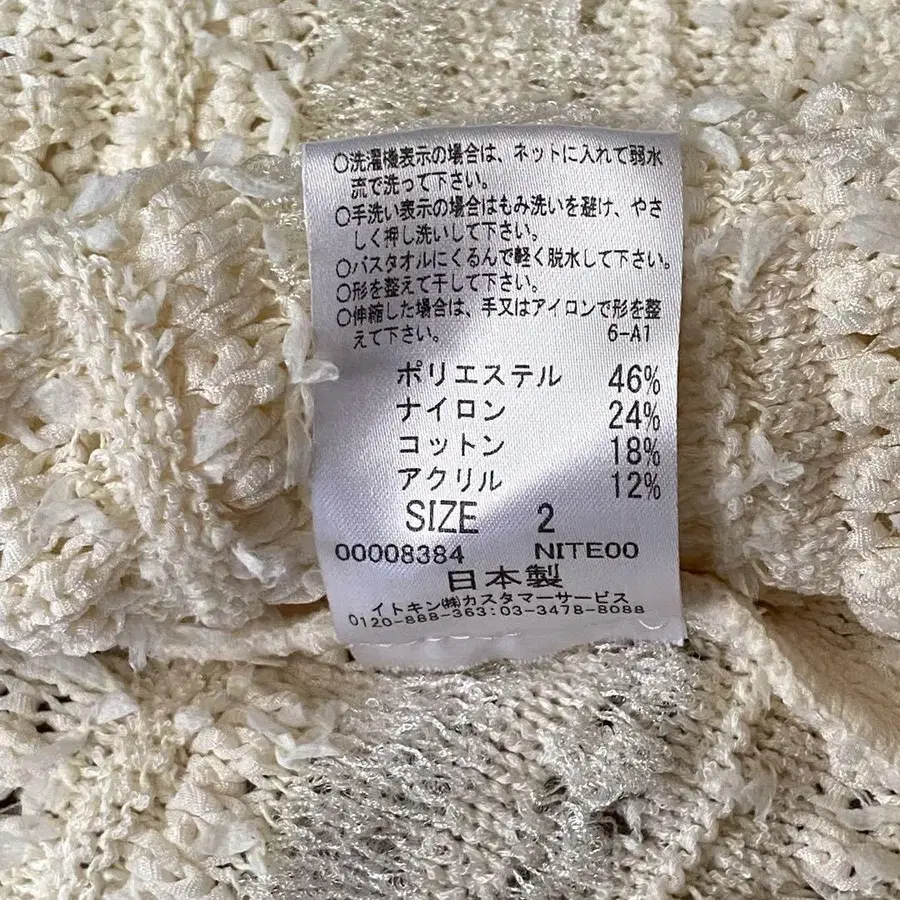 ○洗濯機表示の場合は、ネットに入れて弱水
流で洗って下さい。
○手洗い表示の場合はもみ洗いを避け、やさ
しく押し洗いして下さい。
○バスタオルにくるんで軽く脱水して下さい。
○形を整えて干して下さい。
○伸縮した場合は、手又はアイロンで形を整
えて下さい。 6-A1
ポリエステル 46%
ナイロン 24%
コットン 18%
アクリル 12%
SIZE 2
00008384 NITE00
日本製
イトキン㈱カスタマーサービス
0120-888-363:03-3478-8088